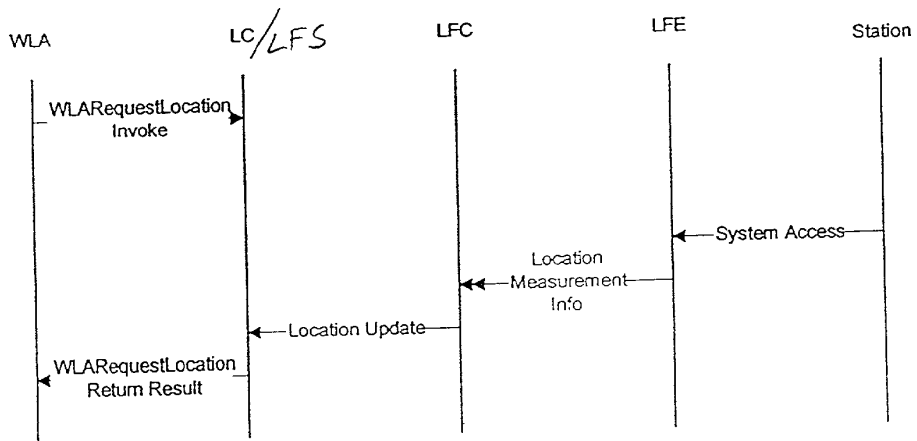 WLA
LC/LFS
LFC
LFE
Station
WLARequestLocation
Invoke
System Access
Location
Measurement
Info
Location Update
WLARequestLocation
Return Result